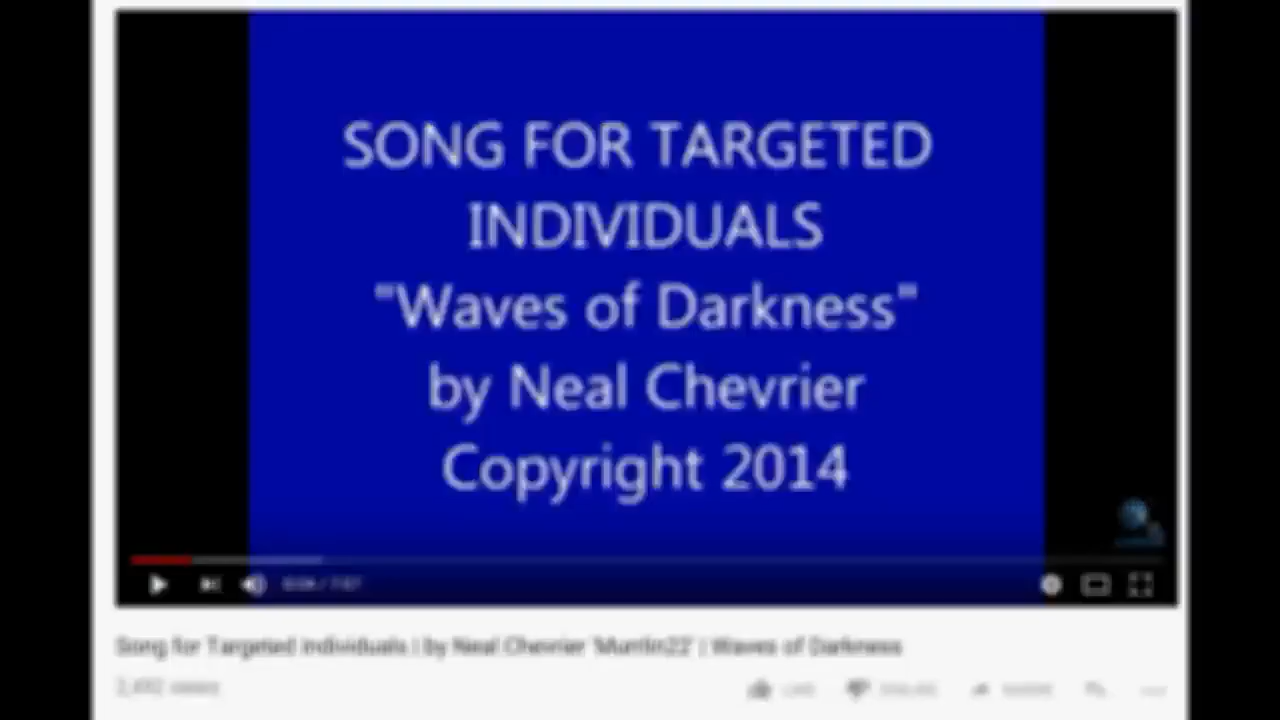 SONG FOR TARGETED
INDIVIDUALS
"Waves of Darkness"
by Neal Chevrier
Copyright 2014
Song for Targeted Individuals | by Neal Chevrier | Waves of Darkness
views